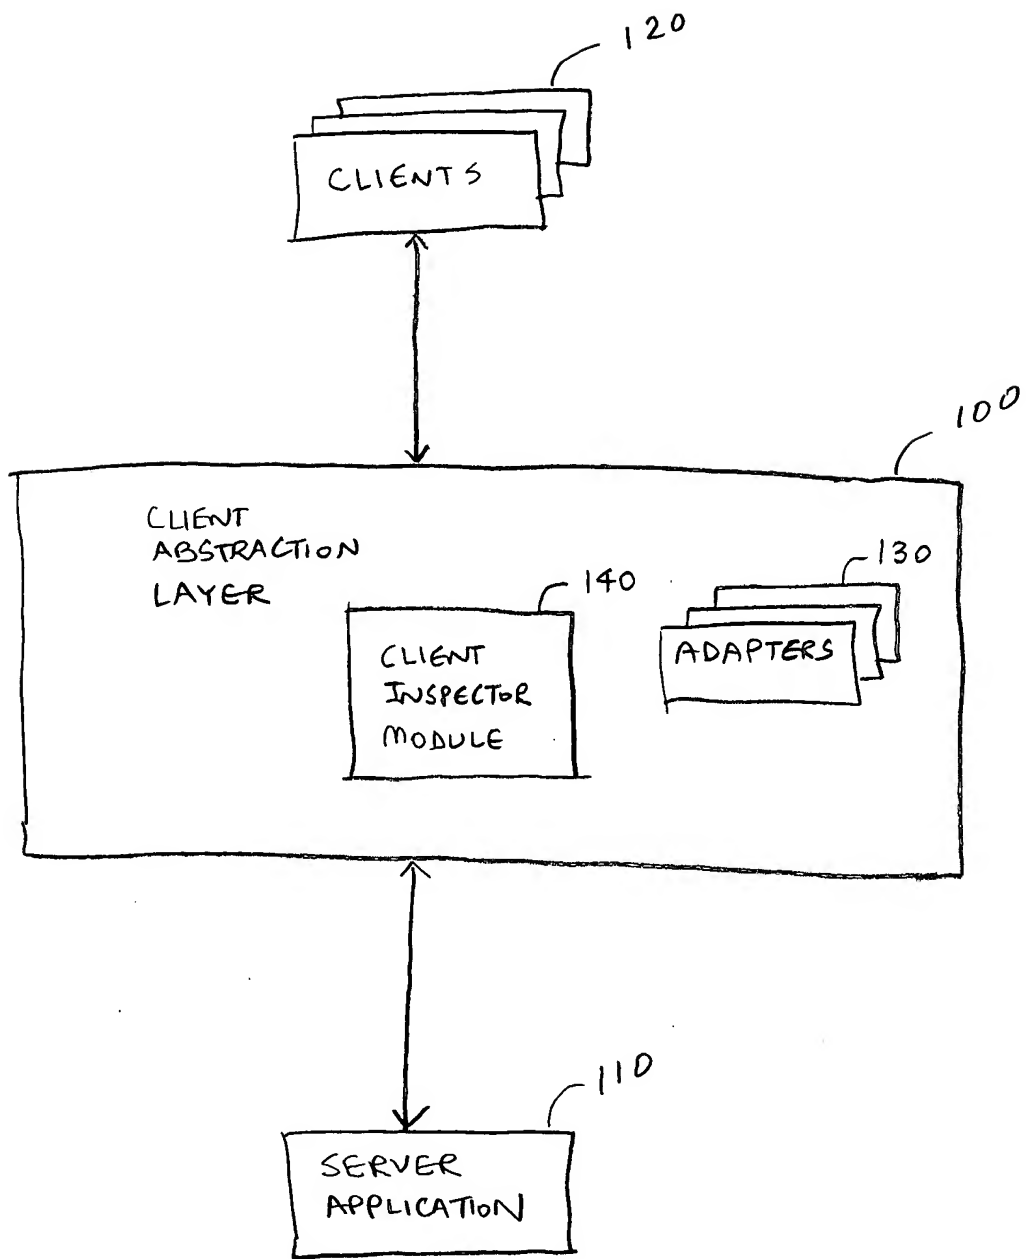 120
CLIENTS
100
CLIENT
ABSTRACTION
LAYER
140
130
CLIENT
INSPECTOR
MODULE
ADAPTERS
110
SERVER
APPLICATION